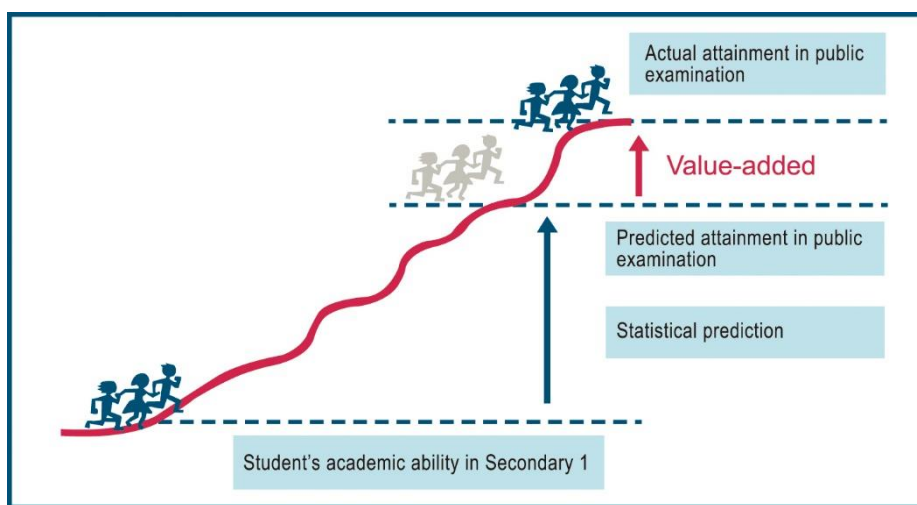 Actual attainment in public
examination
Value-added
Predicted attainment in public
examination
Statistical prediction
Student’s academic ability in Secondary 1